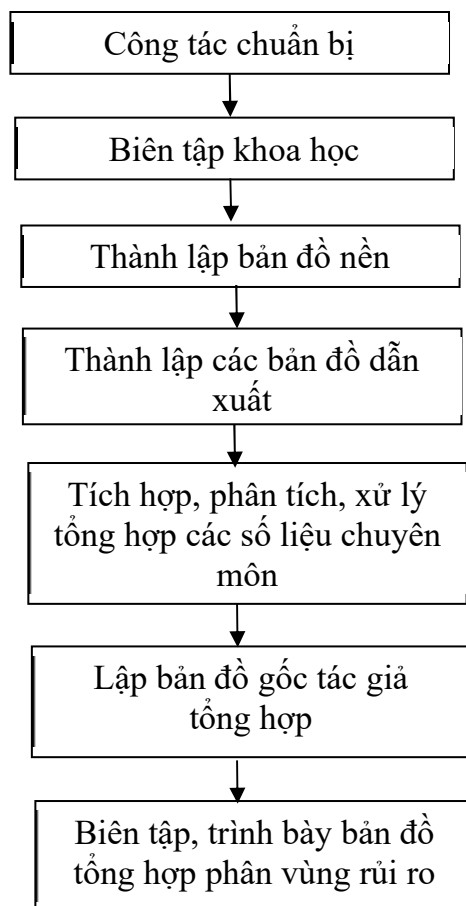 Công tác chuẩn bị
Biên tập khoa học
Thành lập bản đồ nền
Thành lập các bản đồ dẫn
xuất
Tích hợp, phân tích, xử lý
tổng hợp các số liệu chuyên
môn
Lập bản đồ gốc tác giả
tổng hợp
Biên tập, trình bày bản đồ
tổng hợp phân vùng rủi ro